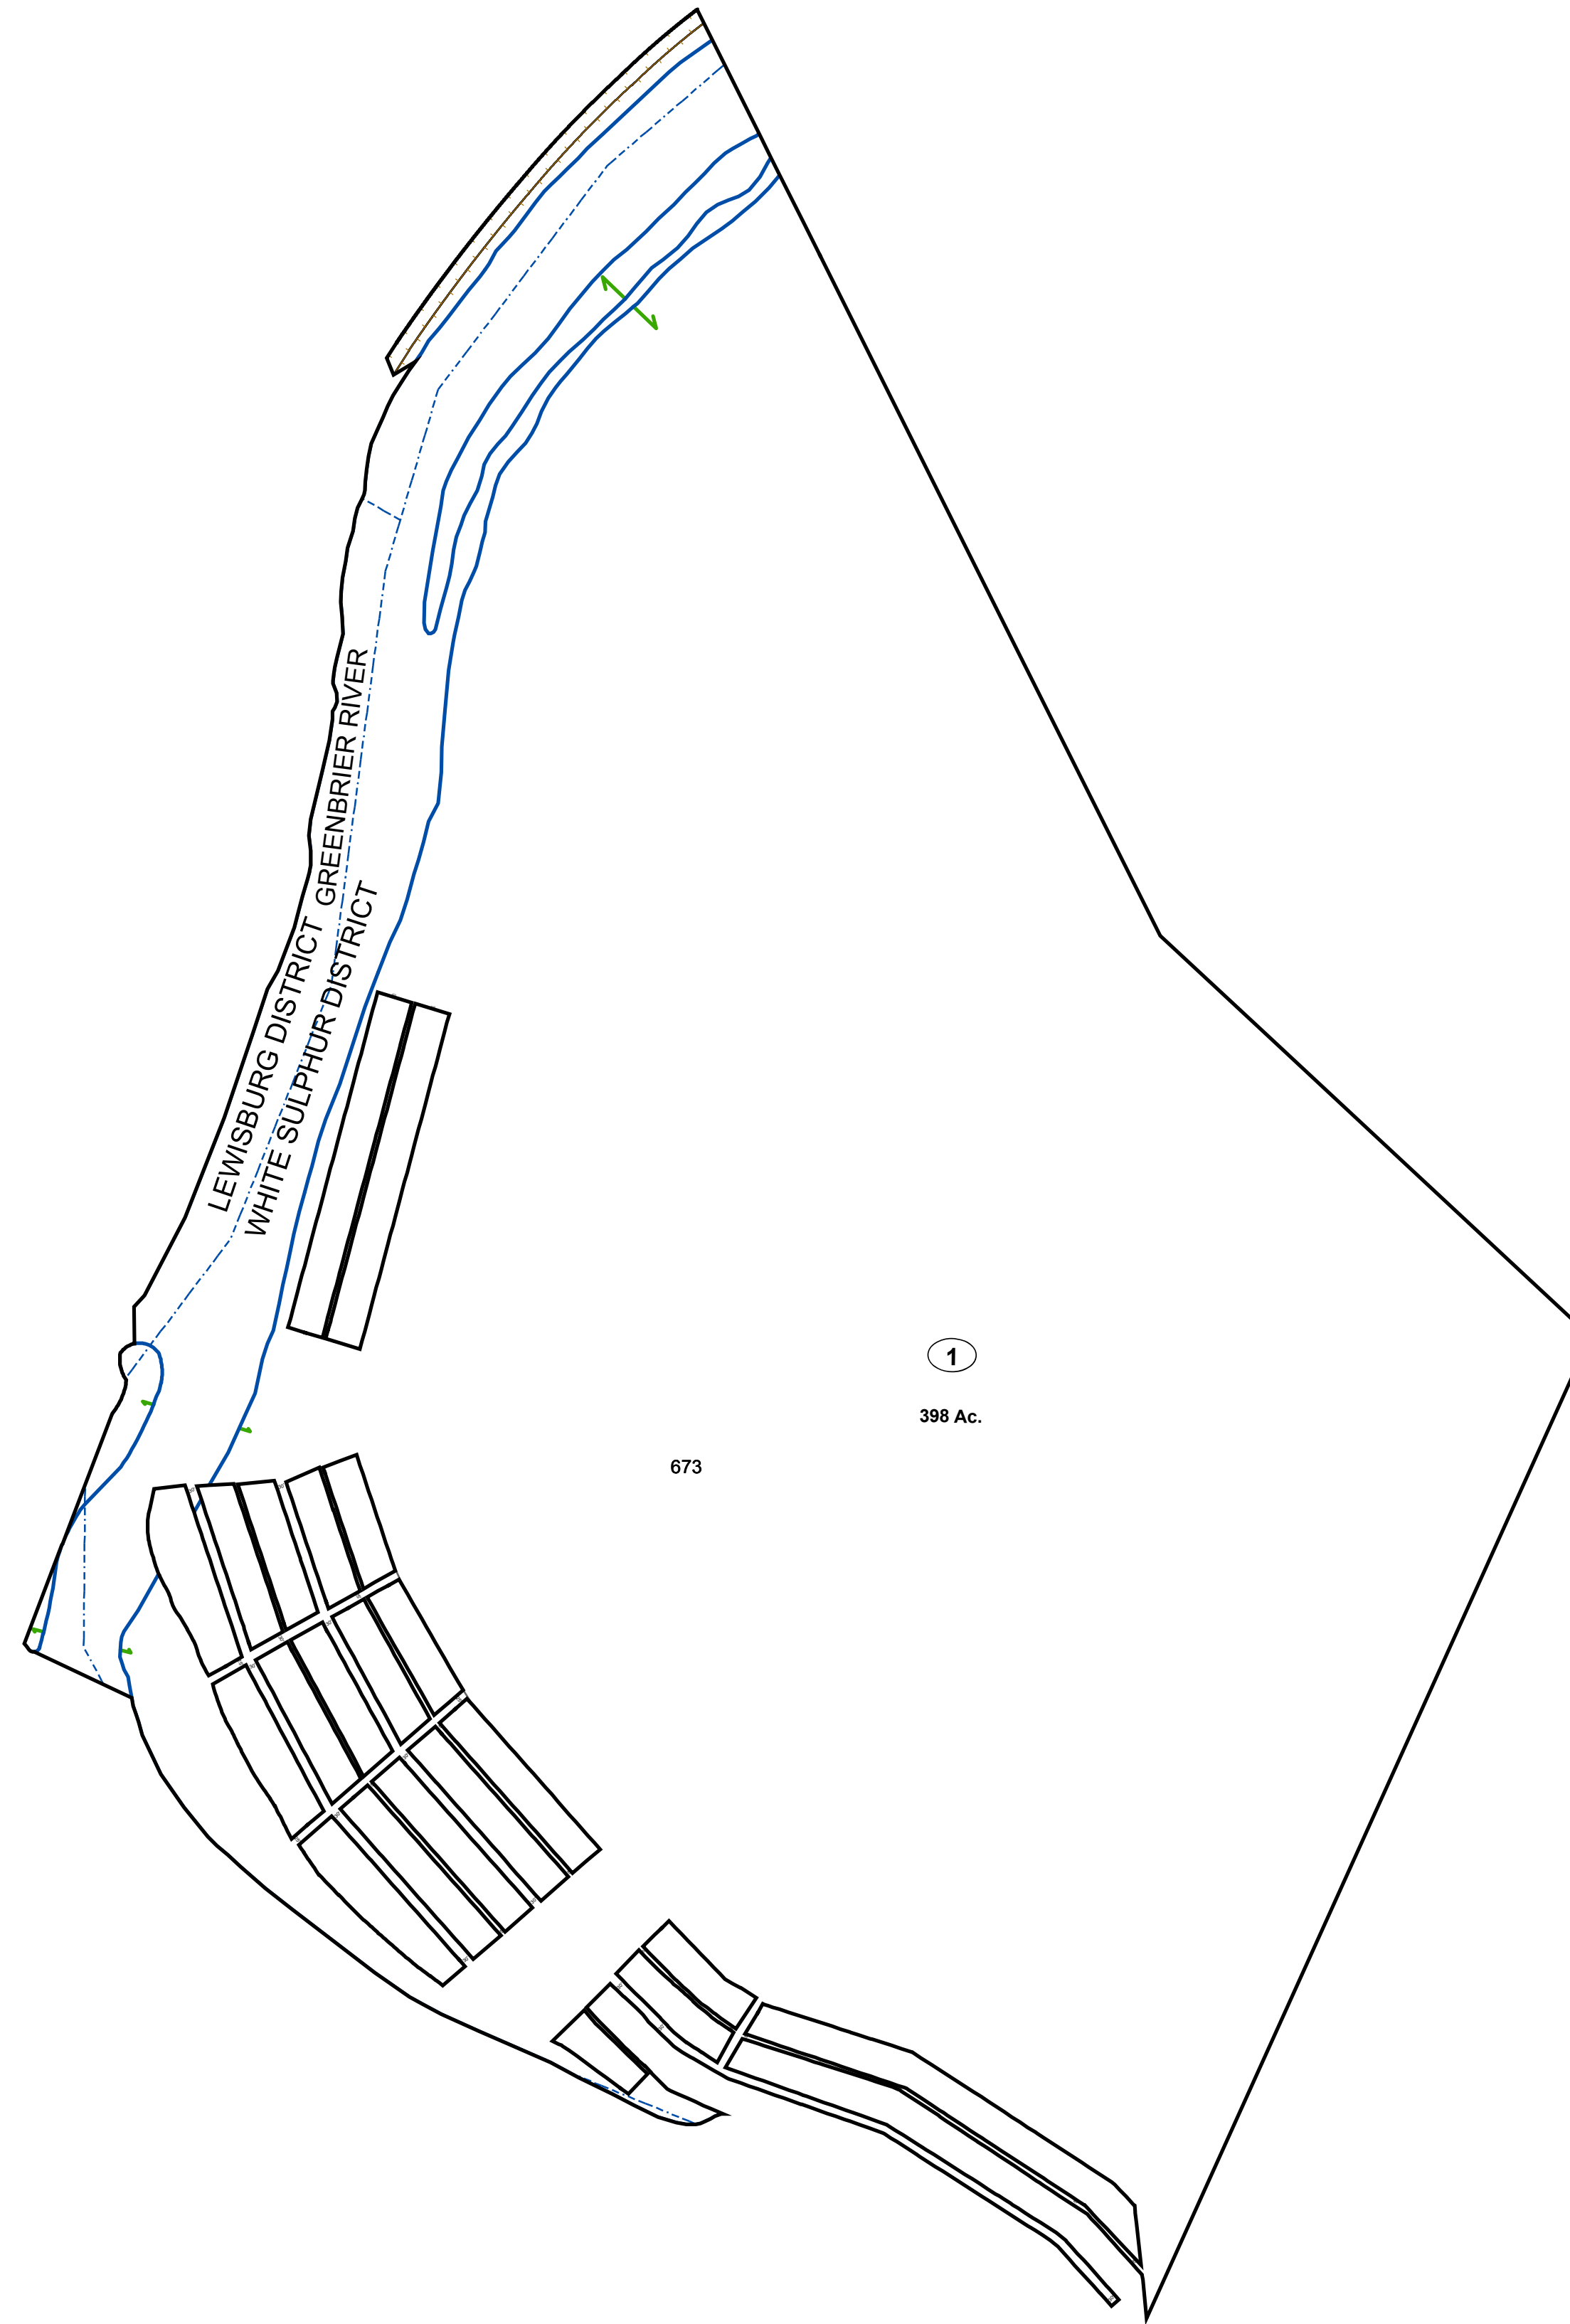 GREENBRIER RIVER
LEWISBURG DISTRICT
WHITE SULPHUR DISTRICT
1
398 Ac.
673